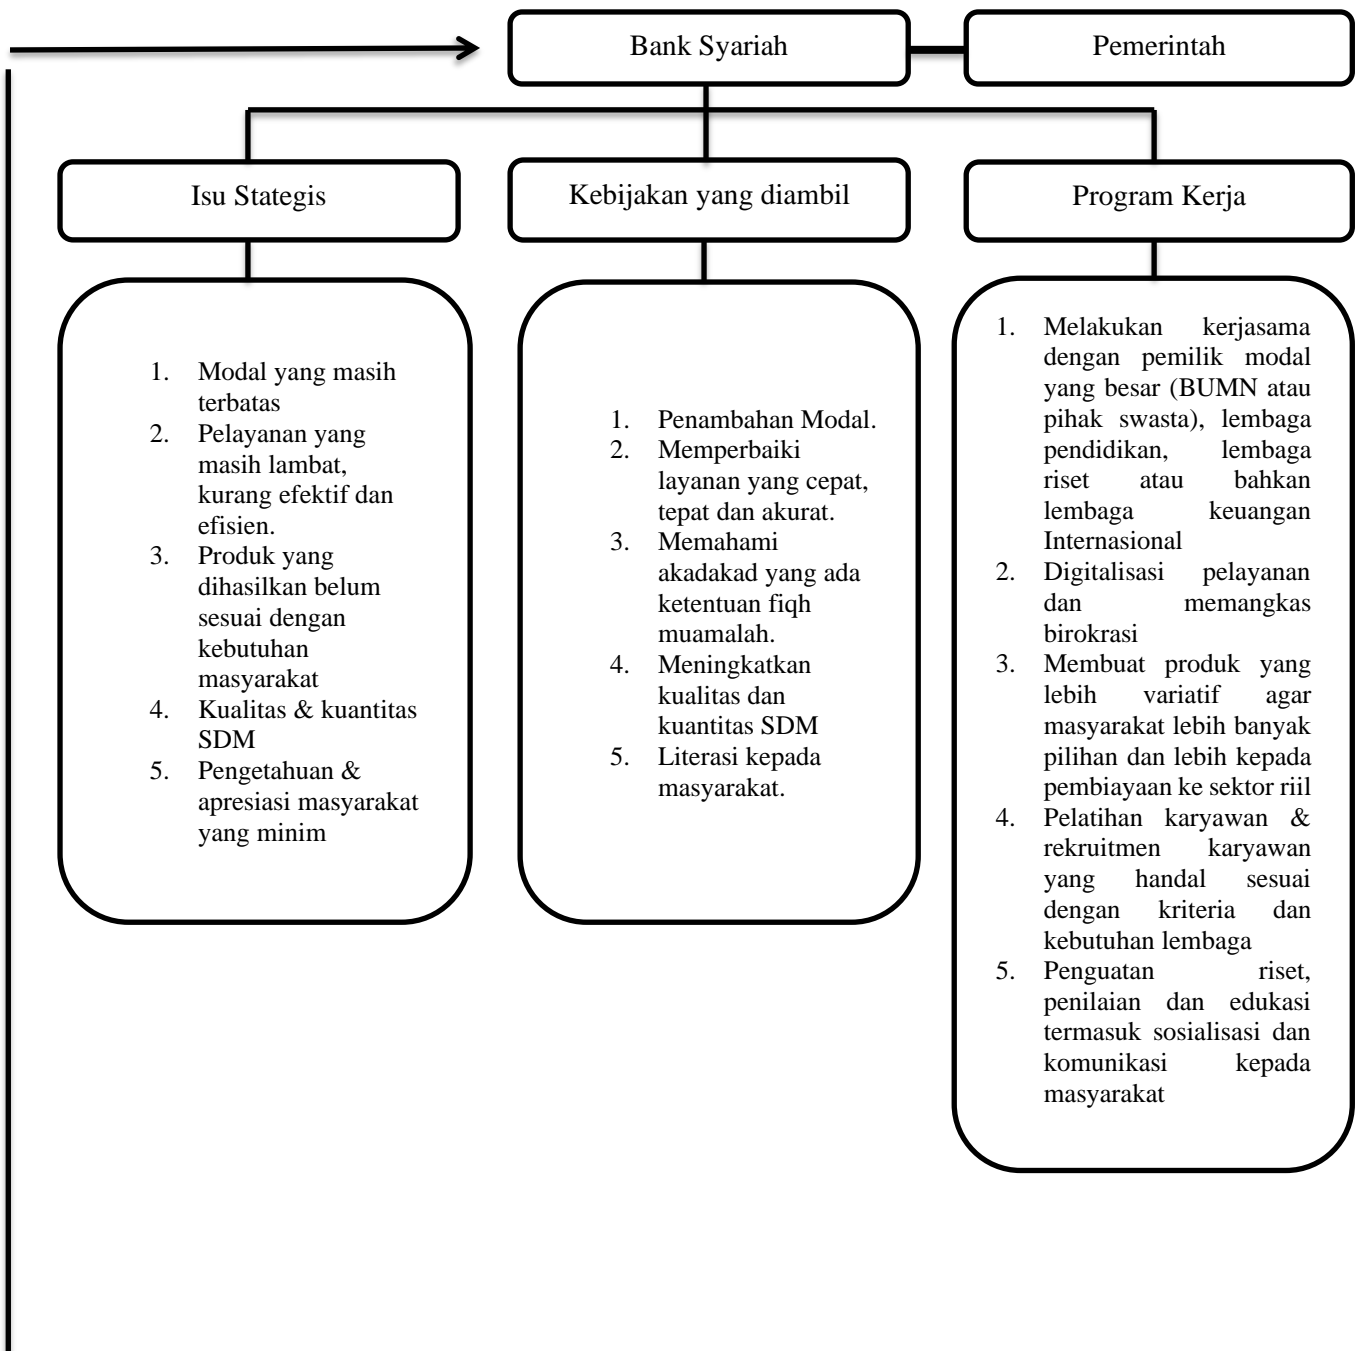 Bank Syariah
Pemerintah
Isu Stategis
Kebijakan yang diambil
Program Kerja
1. Modal yang masih
terbatas
2. Pelayanan yang
masih lambat,
kurang efektif dan
efisien.
3. Produk yang
dihasilkan belum
sesuai dengan
kebutuhan
masyarakat
4. Kualitas & kuantitas
SDM
5. Pengetahuan &
apresiasi masyarakat
yang minim
1. Penambahan Modal.
2. Memperbaiki
layanan yang cepat,
tepat dan akurat.
3. Memahami
akadakad yang ada
ketentuan fiqh
muamalah.
4. Meningkatkan
kualitas dan
kuantitas SDM
5. Literasi kepada
masyarakat.
1. Melakukan kerjasama
dengan pemilik modal
yang besar (BUMN atau
pihak swasta), lembaga
pendidikan, lembaga
riset atau bahkan
lembaga keuangan
Internasional
2. Digitalisasi pelayanan
dan memangkas
birokrasi
3. Membuat produk yang
lebih variatif agar
masyarakat lebih banyak
pilihan dan lebih kepada
pembiayaan ke sektor riil
4. Pelatihan karyawan &
rekruitmen karyawan
yang handal sesuai
dengan kriteria dan
kebutuhan lembaga
5. Penguatan riset,
penilaian dan edukasi
termasuk sosialisasi dan
komunikasi kepada
masyarakat